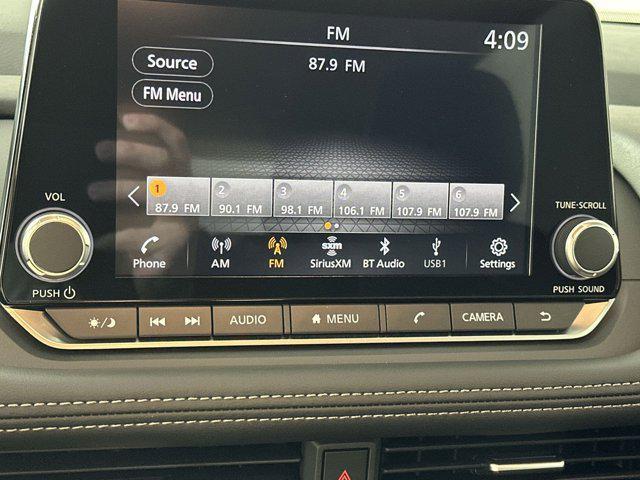 FM
4:09
Source
87.9 FM
FM Menu
1 2 3 4 5 6
87.9 FM 90.1 FM 98.1 FM 106.1 FM 107.9 FM 107.9 FM
VOL
TUNE-SCROLL
Phone AM FM sxm SiriusXM BT Audio USB1 Settings
PUSH
PUSH SOUND
AUDIO MENU CAMERA